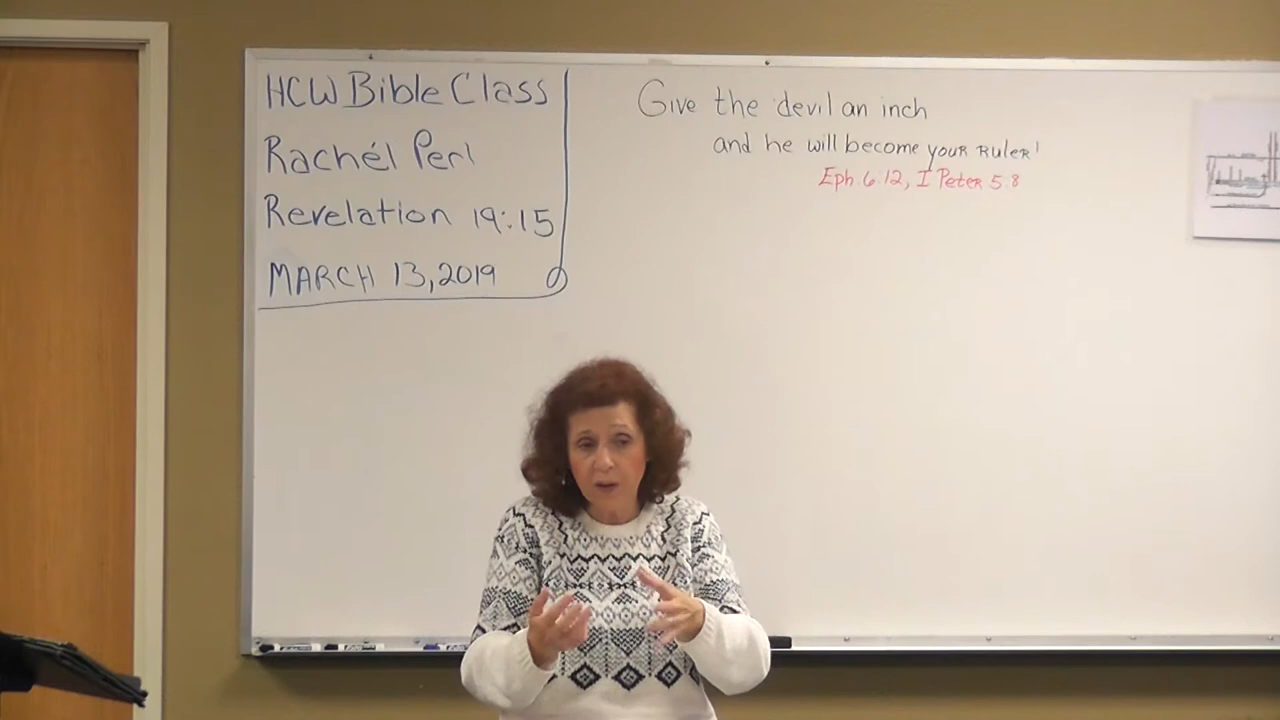 HCW Bible Class
Rachél Perl
Revelation 19:15
MARCH 13, 2019
Give the devil an inch
and he will become your RULER!
Eph. 6:12, I Peter 5:8